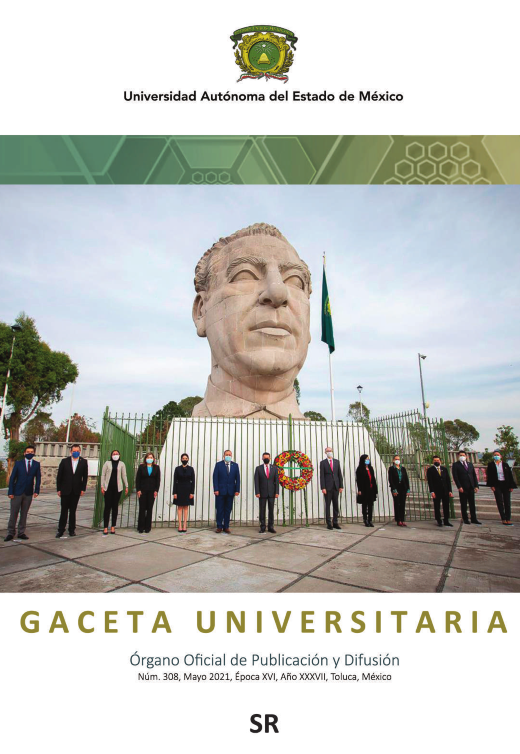 Universidad Autónoma del Estado de México
GACETA UNIVERSITARIA
Órgano Oficial de Publicación y Difusión
Núm. 308, Mayo 2021, Época XVI, Año XXXVII, Toluca, México
SR